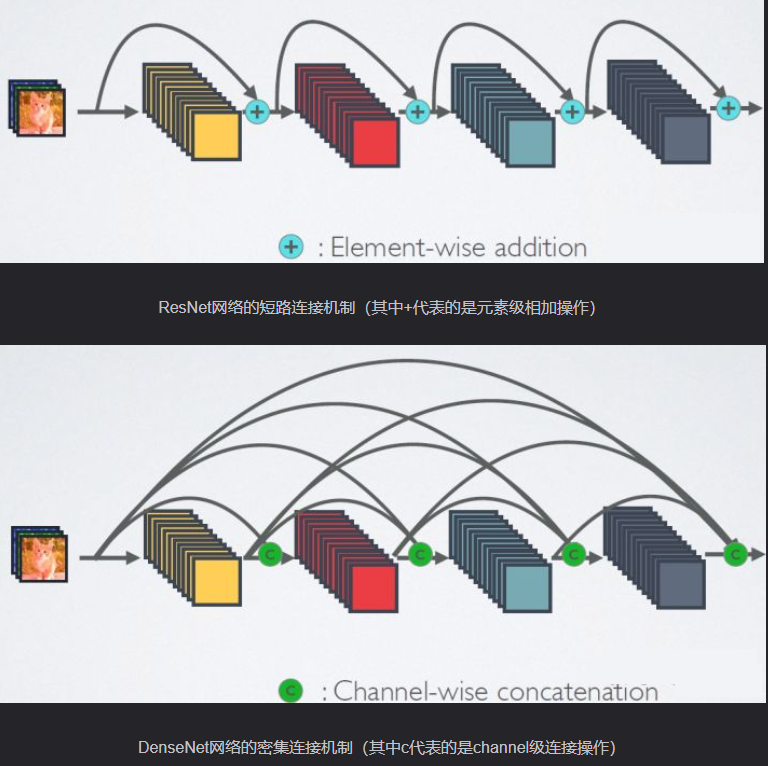 + : Element-wise addition
ResNet网络的短路连接机制（其中+代表的是元素级相加操作）
C C C C
C : Channel-wise concatenation
DenseNet网络的密集连接机制（其中c代表的是channel级连接操作）